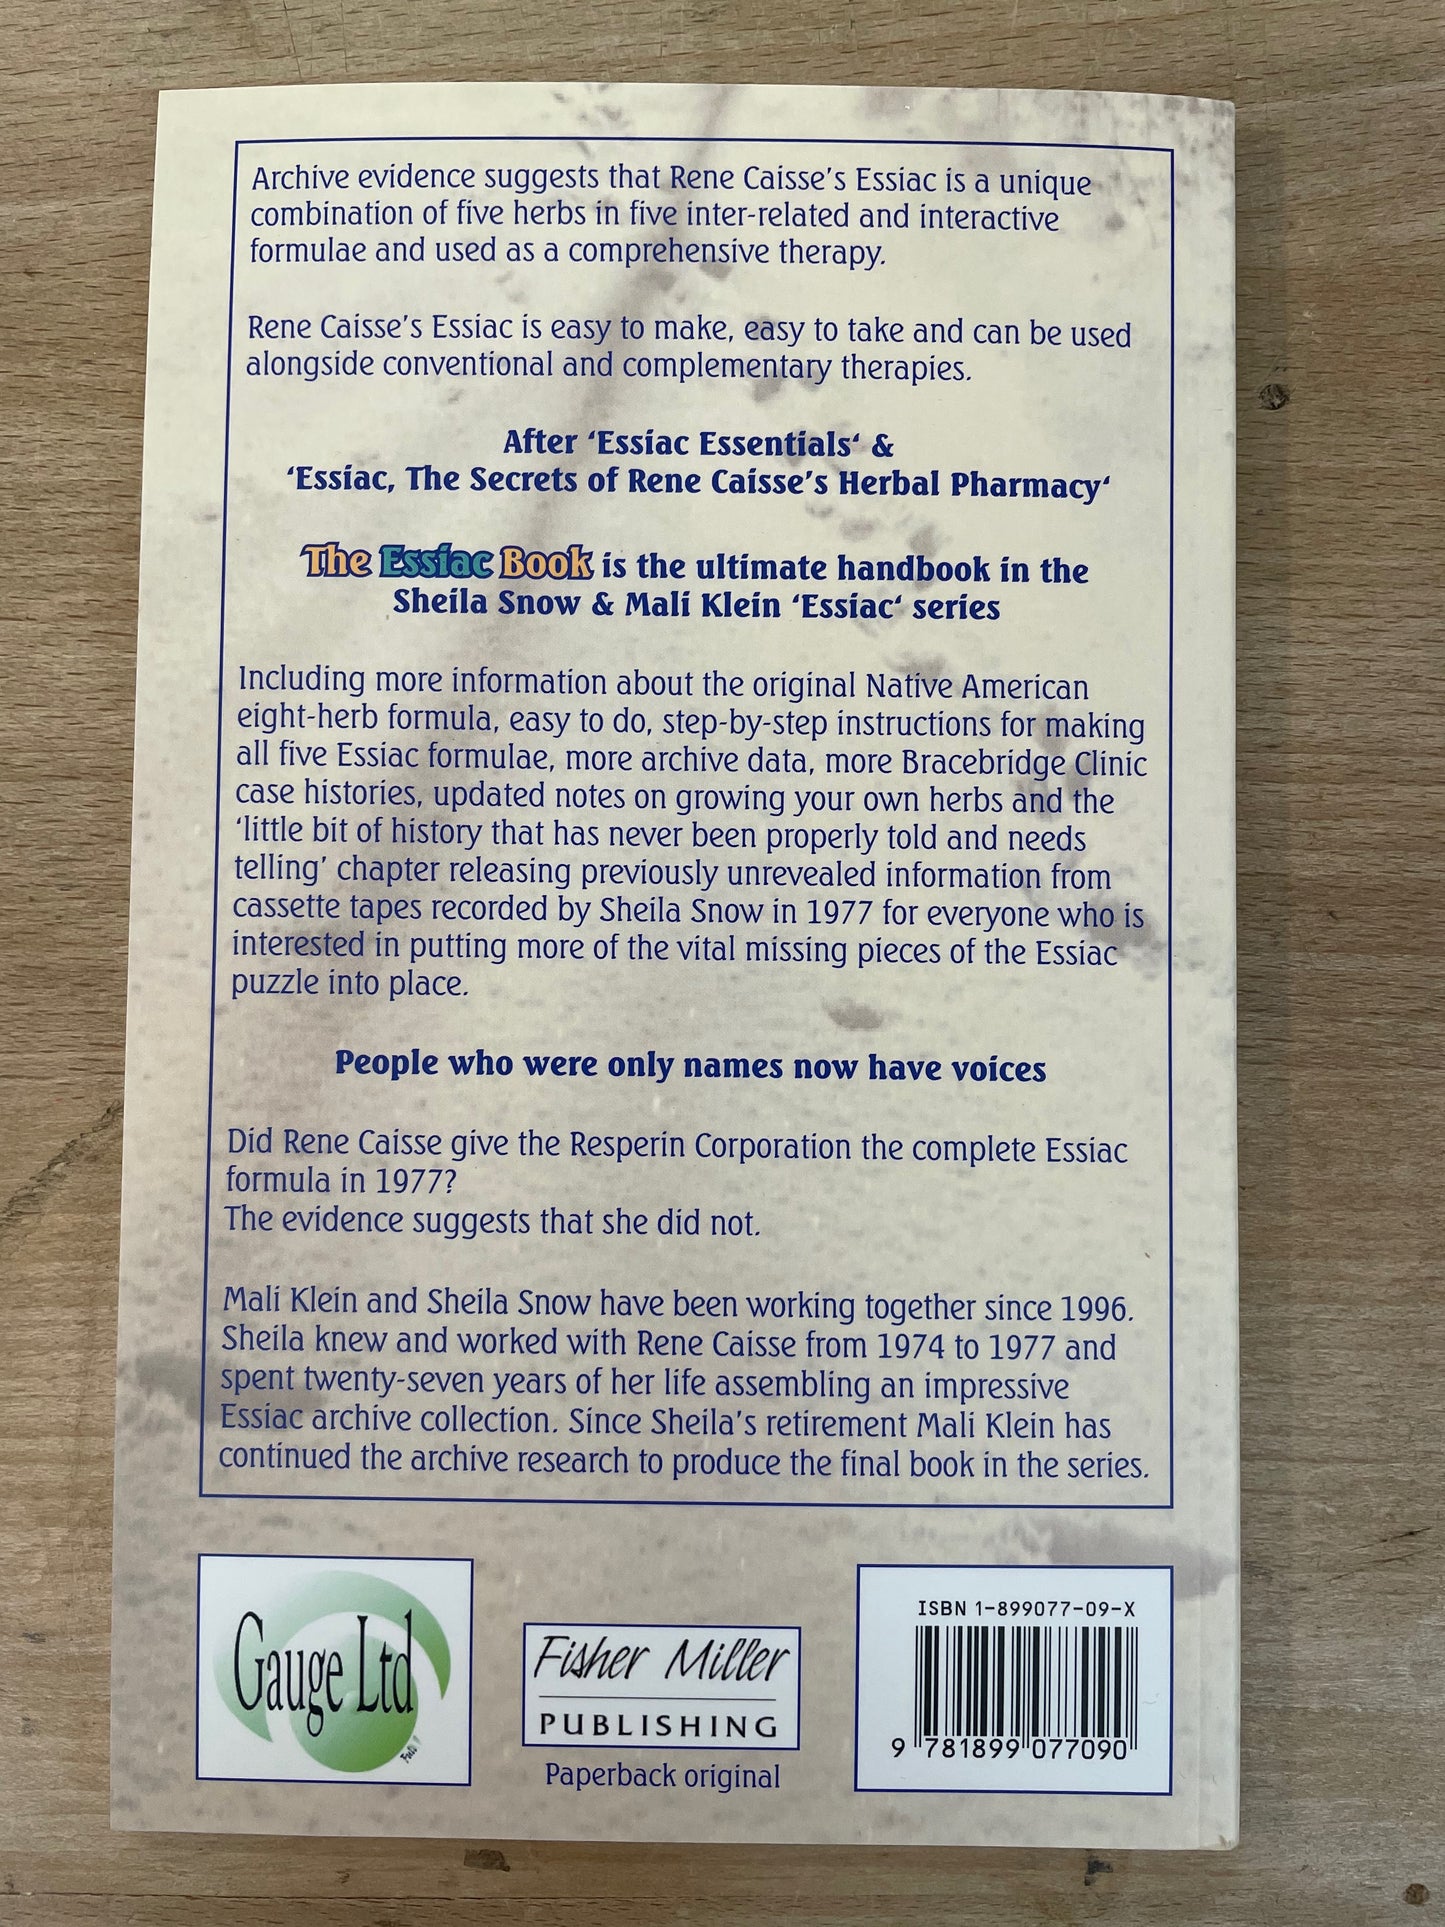 Archive evidence suggests that Rene Caisse's Essiac is a unique
combination of five herbs in five inter-related and interactive
formulae and used as a comprehensive therapy.
Rene Caisse's Essiac is easy to make, easy to take and can be used
alongside conventional and complementary therapies.
After ‘Essiac Essentials‘ &
‘Essiac, The Secrets of Rene Caisse's Herbal Pharmacy‘
The Essiac Book is the ultimate handbook in the
Sheila Snow & Mali Klein ‘Essiac‘ series
Including more information about the original Native American
eight-herb formula, easy to do, step-by-step instructions for making
all five Essiac formulae, more archive data, more Bracebridge Clinic
case histories, updated notes on growing your own herbs and the
‘little bit of history that has never been properly told and needs
telling’ chapter releasing previously unrevealed information from
cassette tapes recorded by Sheila Snow in 1977 for everyone who is
interested in putting more of the vital missing pieces of the Essiac
puzzle into place.
People who were only names now have voices
Did Rene Caisse give the Resperin Corporation the complete Essiac
formula in 1977?
The evidence suggests that she did not.
Mali Klein and Sheila Snow have been working together since 1996.
Sheila knew and worked with Rene Caisse from 1974 to 1977 and
spent twenty-seven years of her life assembling an impressive
Essiac archive collection. Since Sheila's retirement Mali Klein has
continued the archive research to produce the final book in the series.
Gauge Ltd
Fisher Miller
PUBLISHING
Paperback original
ISBN 1-899077-09-X
9 781899 077090